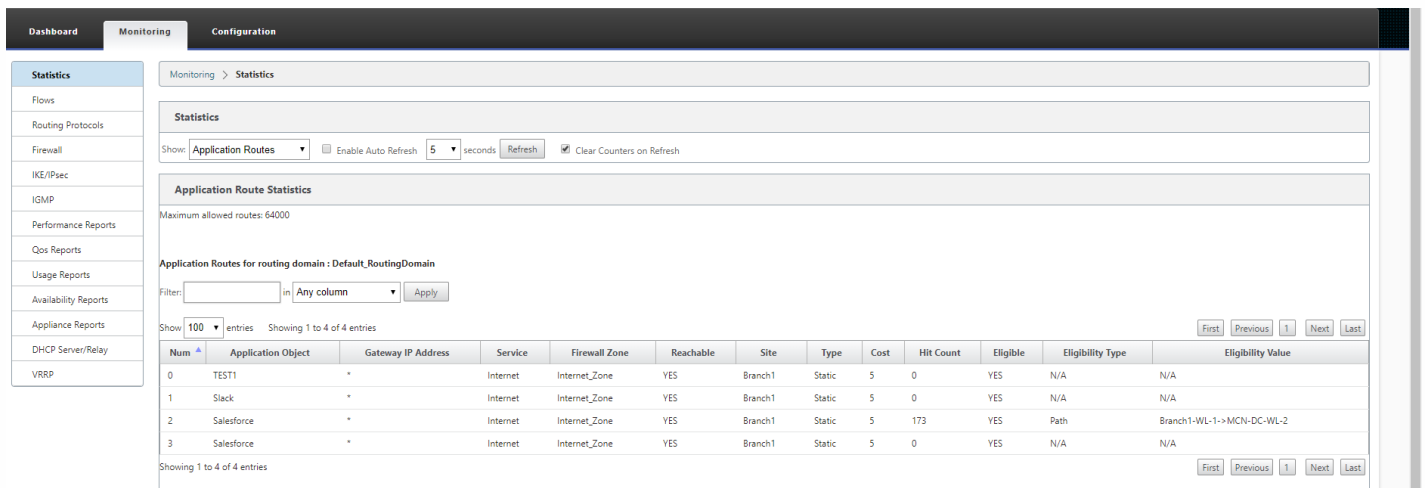 Dashboard Monitoring Configuration
Statistics
Flows
Routing Protocols
Firewall
IKE/IPsec
IGMP
Performance Reports
Qos Reports
Usage Reports
Availability Reports
Appliance Reports
DHCP Server/Relay
VRRP
Monitoring > Statistics
Statistics
Show: Application Routes Enable Auto Refresh 5 seconds Refresh Clear Counters on Refresh
Application Route Statistics
Maximum allowed routes: 64000
Application Routes for routing domain : Default_RoutingDomain
Filter: in Any column Apply
Show 100 entries Showing 1 to 4 of 4 entries First Previous 1 Next Last
Num Application Object Gateway IP Address Service Firewall Zone Reachable Site Type Cost Hit Count Eligible Eligibility Type Eligibility Value
0 TEST1 * Internet Internet_Zone YES Branch1 Static 5 0 YES N/A N/A
1 Slack * Internet Internet_Zone YES Branch1 Static 5 0 YES N/A N/A
2 Salesforce * Internet Internet_Zone YES Branch1 Static 5 173 YES Path Branch1-WL-1->MCN-DC-WL-2
3 Salesforce * Internet Internet_Zone YES Branch1 Static 5 0 YES N/A N/A
Showing 1 to 4 of 4 entries First Previous 1 Next Last